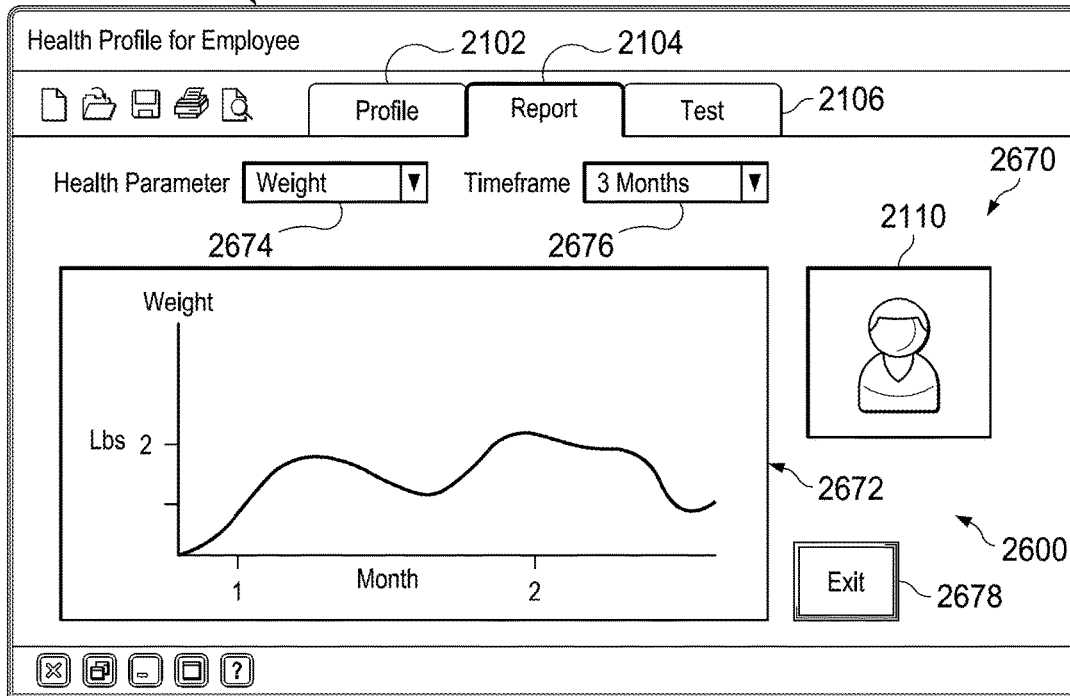 Health Profile for Employee
2102
2104
Profile
Report
Test
2106
2670
Health Parameter
Weight
Timeframe
3 Months
2674
2676
2110
Weight
Lbs
2
2672
2600
1
Month
2
Exit
2678
?